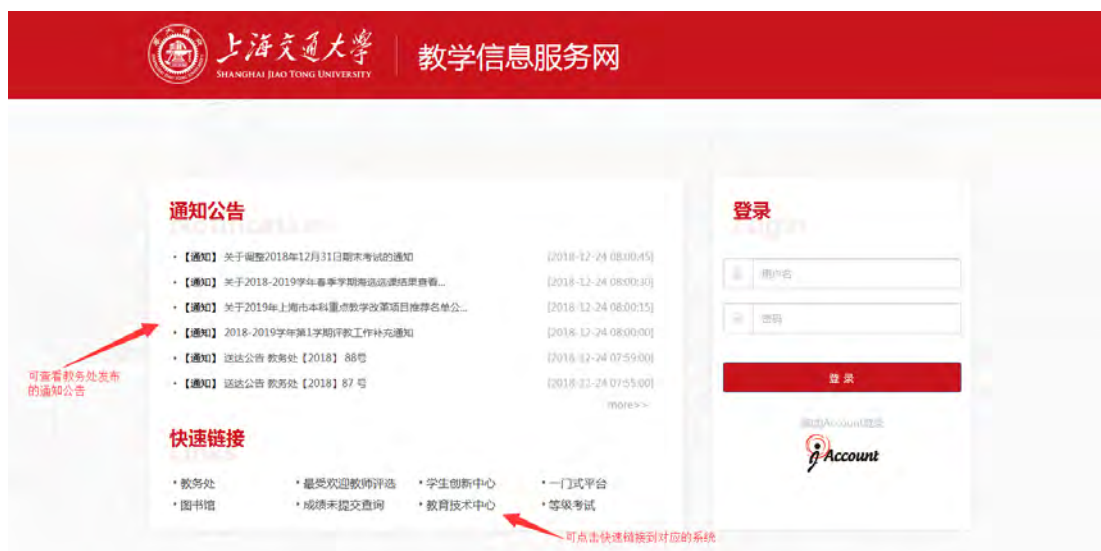 上海交通大學
SHANGHAI JIAO TONG UNIVERSITY
教学信息服务网
通知公告
·【通知】关于调整2018年12月31日期末考试的通知 [2018-12-24 08:00:45]
·【通知】关于2018-2019学年春季学期海选选课结果查看... [2018-12-24 08:00:30]
·【通知】关于2019年上海市本科重点教学改革项目推荐名单公... [2018-12-24 08:00:15]
·【通知】2018-2019学年第1学期评教工作补充通知 [2018-12-24 08:00:00]
·【通知】送达公告 教务处【2018】88号 [2018-12-24 07:59:00]
·【通知】送达公告 教务处【2018】87 号 [2018-12-24 07:55:00]
more>>
可查看教务处发布
的通知公告
快速链接
·教务处 ·最受欢迎教师评选 ·学生创新中心 ·一门式平台
·图书馆 ·成绩未提交查询 ·教育技术中心 ·等级考试
可点击快速链接到对应的系统
登录
Login
用户名
密码
登 录
jAccount